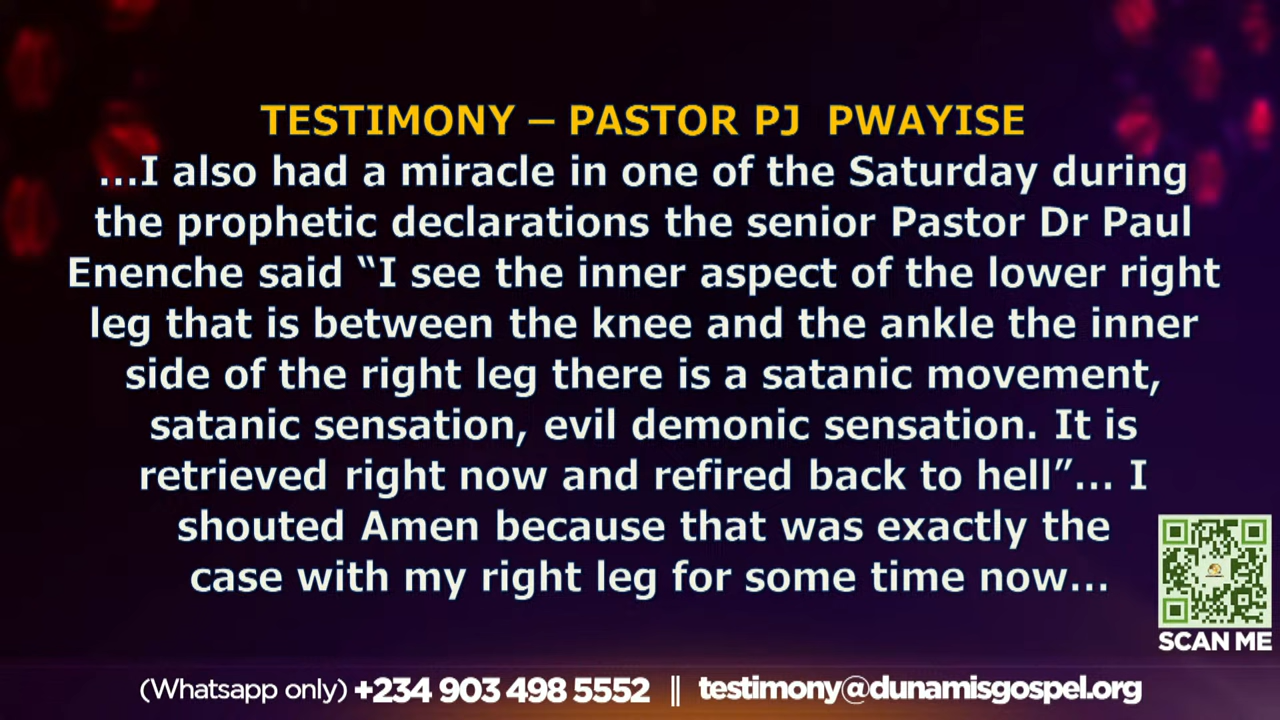 TESTIMONY – PASTOR PJ PWAYISE
...I also had a miracle in one of the Saturday during
the prophetic declarations the senior Pastor Dr Paul
Enenche said “I see the inner aspect of the lower right
leg that is between the knee and the ankle the inner
side of the right leg there is a satanic movement,
satanic sensation, evil demonic sensation. It is
retrieved right now and refired back to hell”... I
shouted Amen because that was exactly the
case with my right leg for some time now...
SCAN ME
(Whatsapp only) +234 903 498 5552 || testimony@dunamisgospel.org